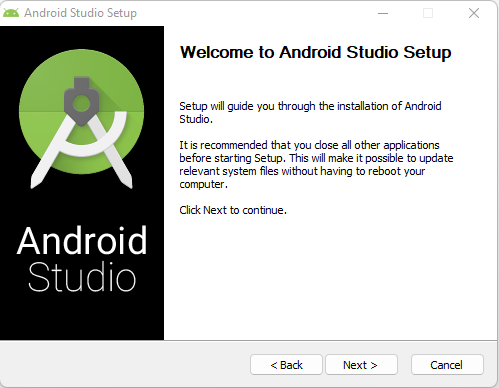 Android Studio Setup
Welcome to Android Studio Setup
Setup will guide you through the installation of Android
Studio.
It is recommended that you close all other applications
before starting Setup. This will make it possible to update
relevant system files without having to reboot your
computer.
Click Next to continue.
Android
Studio
< Back
Next >
Cancel